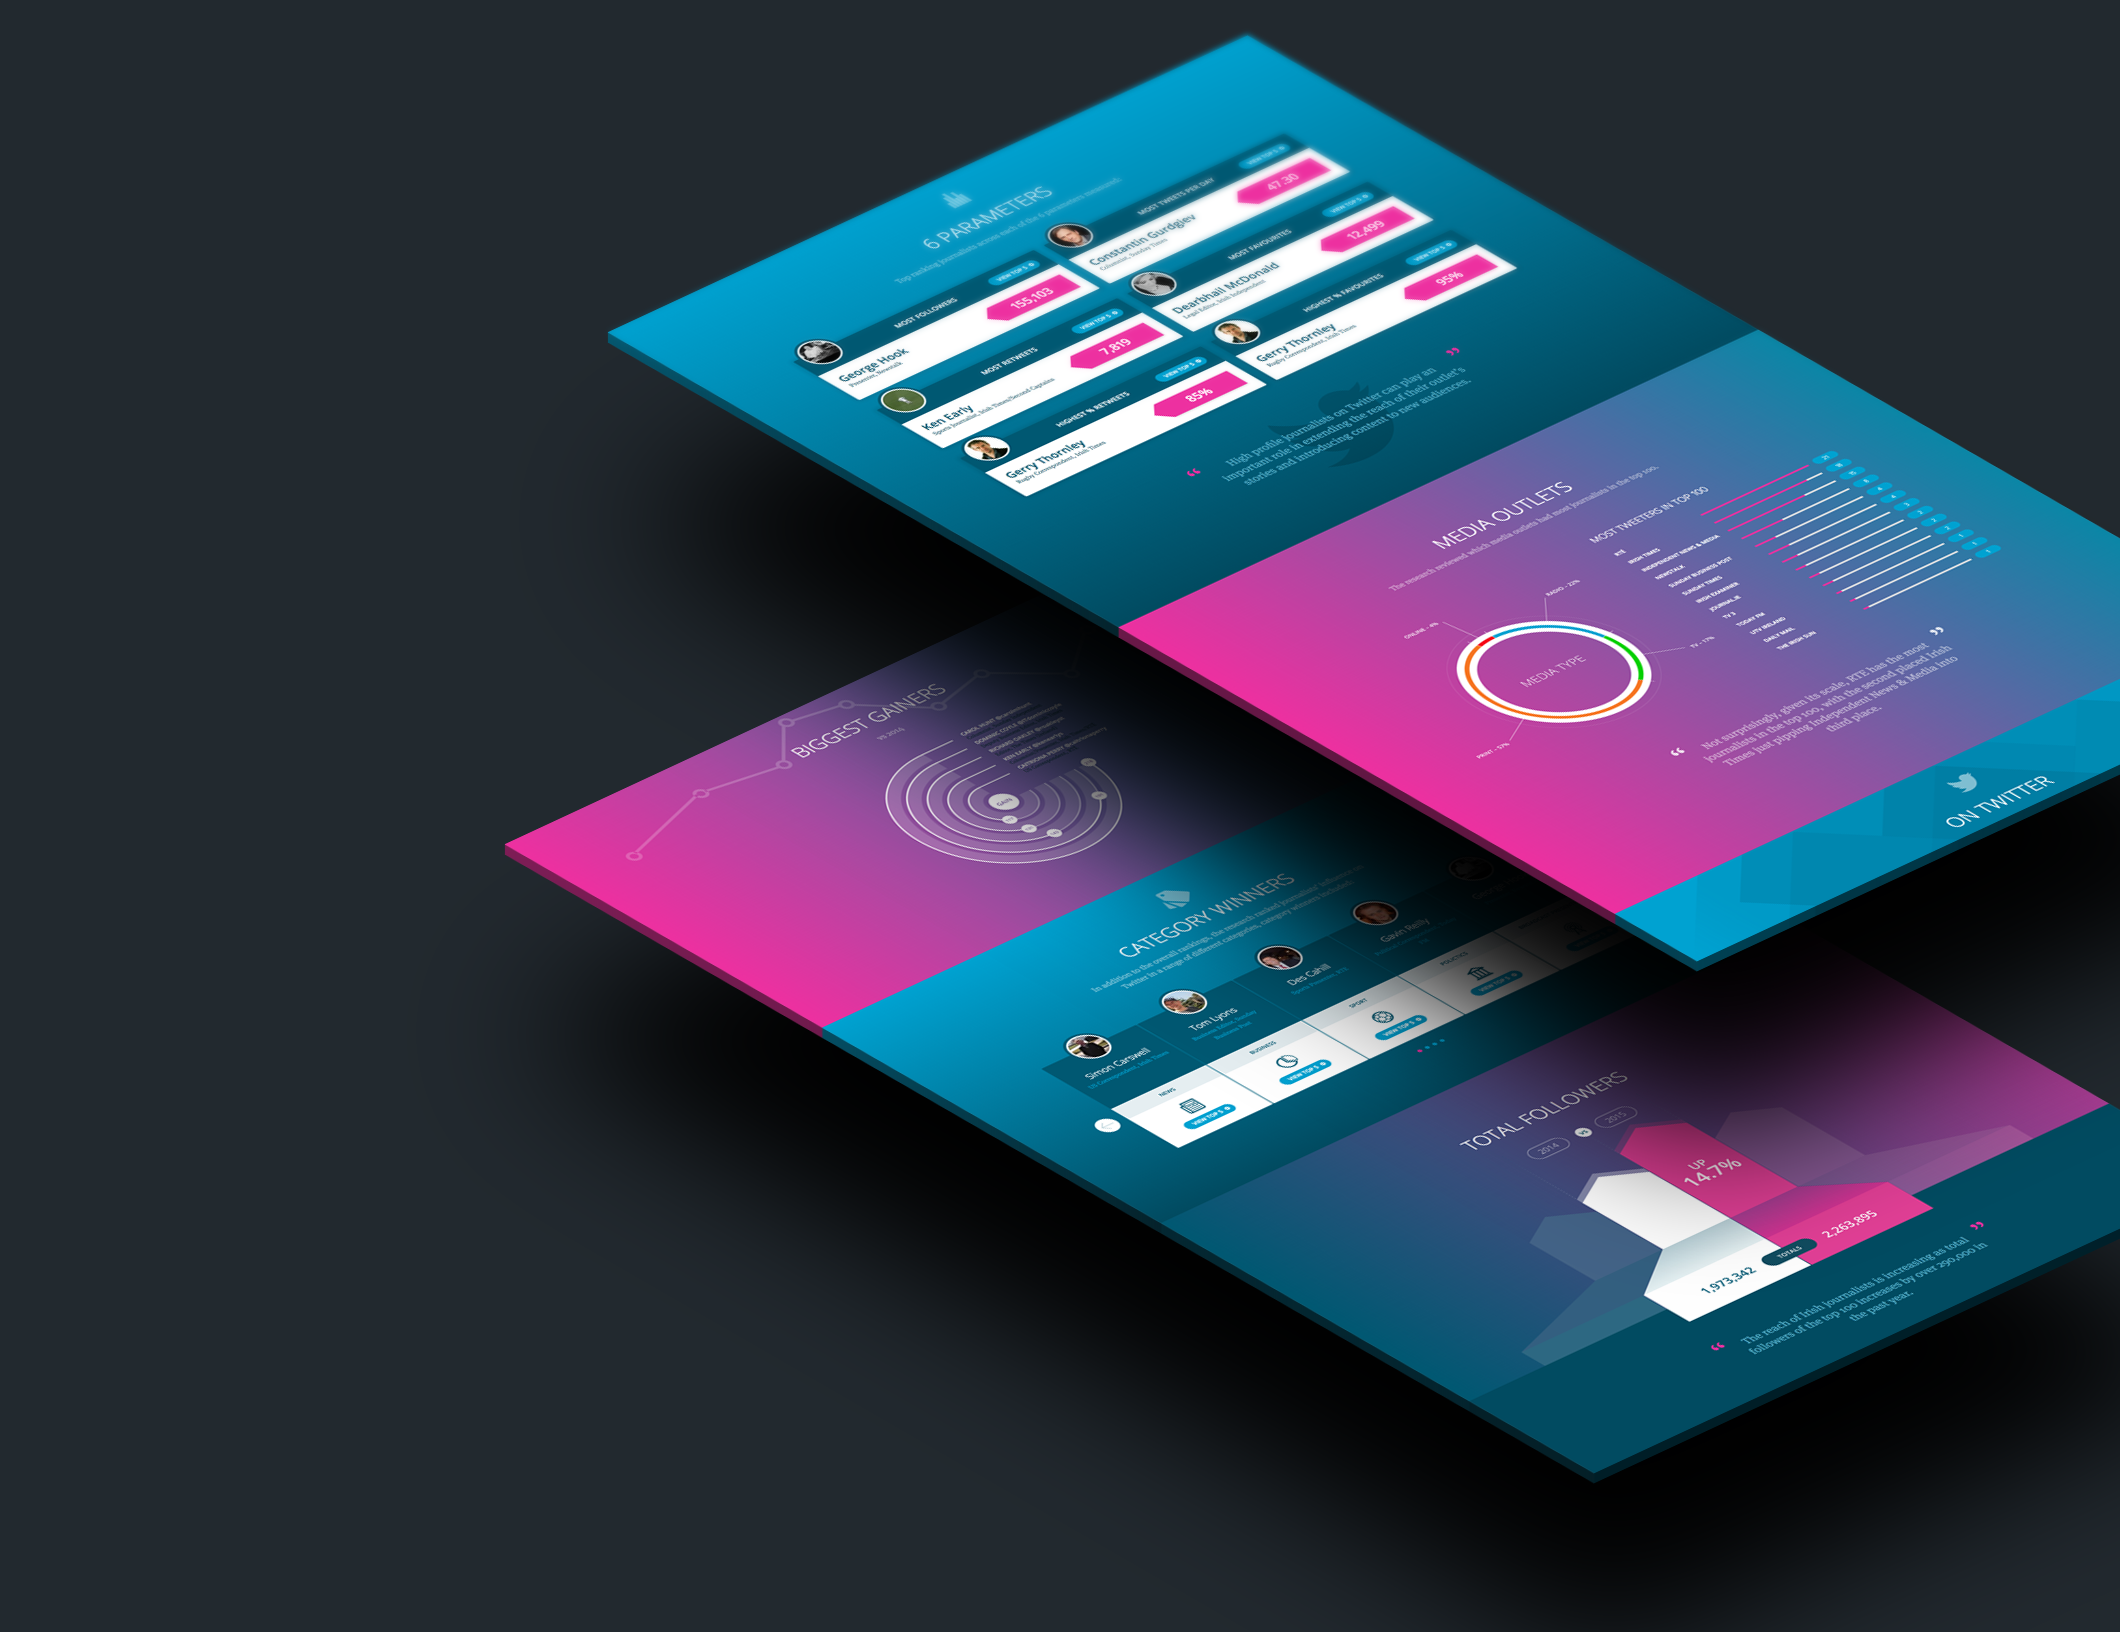 6 PARAMETERS
Top ranking journalists across each of the 6 parameters measured.
MOST FOLLOWERS
VIEW TOP 5
George Hook
Presenter, Newstalk
155,103
MOST TWEETS PER DAY
VIEW TOP 5
Constantin Gurdgiev
Columnist, Sunday Times
47.30
MOST RETWEETS
VIEW TOP 5
Ken Early
Sports Journalist, Irish Times/Second Captains
7,819
MOST FAVOURITES
VIEW TOP 5
Dearbhail McDonald
Legal Editor, Irish Independent
12,499
HIGHEST % RETWEETS
VIEW TOP 5
Gerry Thornley
Rugby Correspondent, Irish Times
85%
HIGHEST % FAVOURITES
VIEW TOP 5
Gerry Thornley
Rugby Correspondent, Irish Times
95%
“ High profile journalists on Twitter can play an ”
important role in extending the reach of their outlet's
stories and introducing content to new audiences.
MEDIA OUTLETS
The research reviewed which media outlets had most journalists in the top 100.
MEDIA TYPE
ONLINE - 4%
RADIO - 22%
TV - 17%
PRINT - 57%
MOST TWEETERS IN TOP 100
RTÉ
IRISH TIMES
INDEPENDENT NEWS & MEDIA
NEWSTALK
SUNDAY BUSINESS POST
SUNDAY TIMES
IRISH EXAMINER
JOURNAL.IE
TV 3
TODAY FM
UTV IRELAND
DAILY MAIL
THE IRISH SUN
“ Not surprisingly, given its scale, RTE has the most ”
journalists in the top 100, with the second placed Irish
Times just pipping Independent News & Media into
third place.
ON TWITTER
BIGGEST GAINERS
vs 2014
GAIN
CATEGORY WINNERS
In addition to the overall rankings, the research ranked journalists' influence on
Twitter in a range of different categories, category winners included:
Simon Carswell
US Correspondent, Irish Times
NEWS
VIEW TOP 5
Tom Lyons
Business Editor, Sunday
Business Post
BUSINESS
VIEW TOP 5
Des Cahill
Sports Presenter, RTE
SPORT
VIEW TOP 5
Gavin Reilly
POLITICS
VIEW TOP 5
TOTAL FOLLOWERS
2014
VS
2015
UP
14.7%
1,973,342
TOTALS
2,263,895
“ The reach of Irish journalists is increasing as total ”
followers of the top 100 increases by over 290,000 in
the past year.